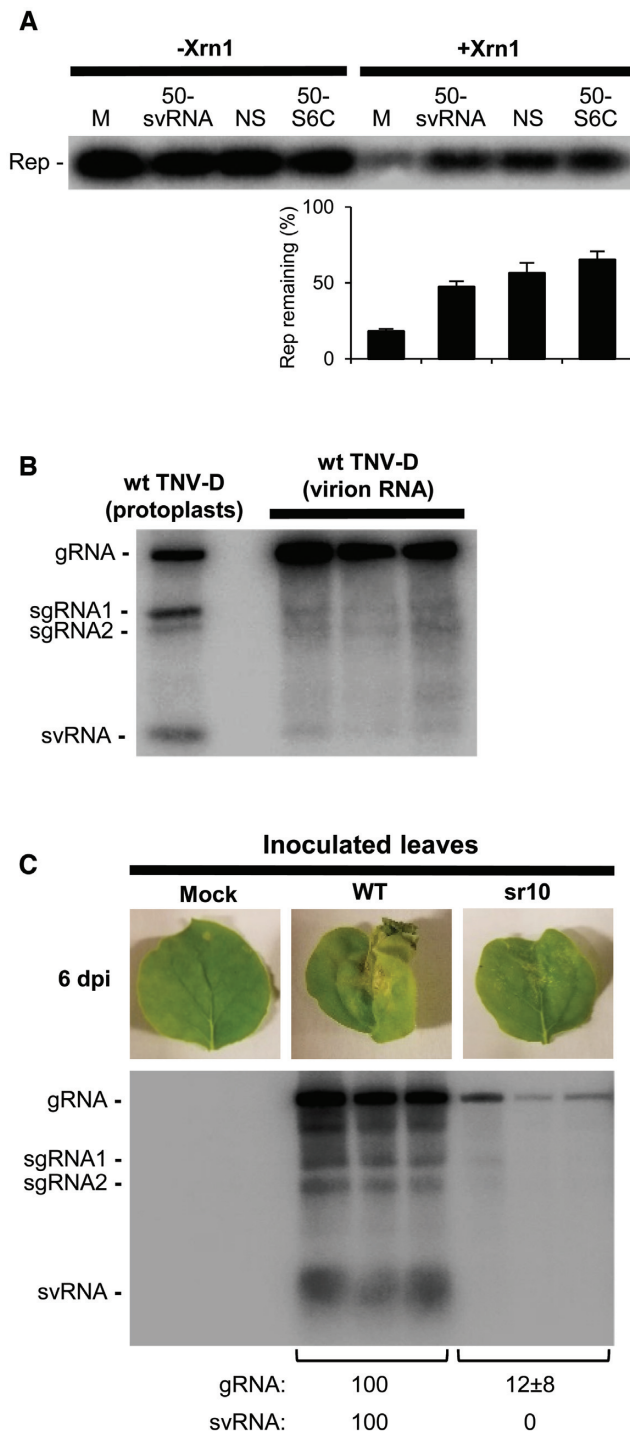 A
-Xrn1 +Xrn1
50- 50- 50- 50-
M svRNA NS S6C M svRNA NS S6C
Rep -
100
50
0
Rep remaining (%)
B
wt TNV-D
(protoplasts)
wt TNV-D
(virion RNA)
gRNA -
sgRNA1 -
sgRNA2 -
svRNA -
C
Inoculated leaves
Mock WT sr10
6 dpi
gRNA -
sgRNA1 -
sgRNA2 -
svRNA -
gRNA: 100 12±8
svRNA: 100 0